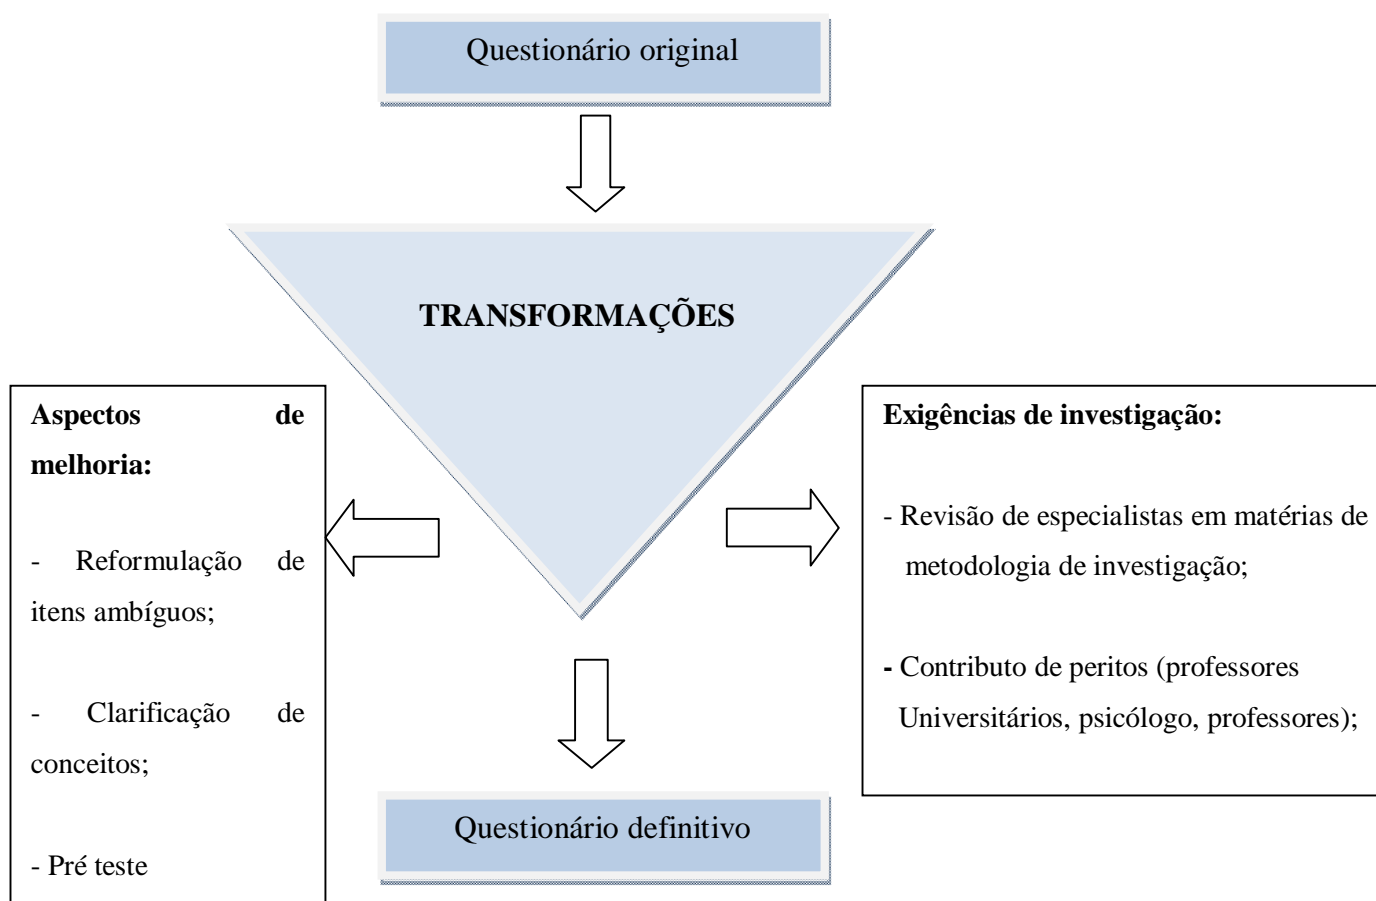 Questionário original
TRANSFORMAÇÕES
Aspectos de
melhoria:
- Reformulação de
itens ambíguos;
- Clarificação de
conceitos;
- Pré teste
Exigências de investigação:
- Revisão de especialistas em matérias de
metodologia de investigação;
- Contributo de peritos (professores
Universitários, psicólogo, professores);
Questionário definitivo